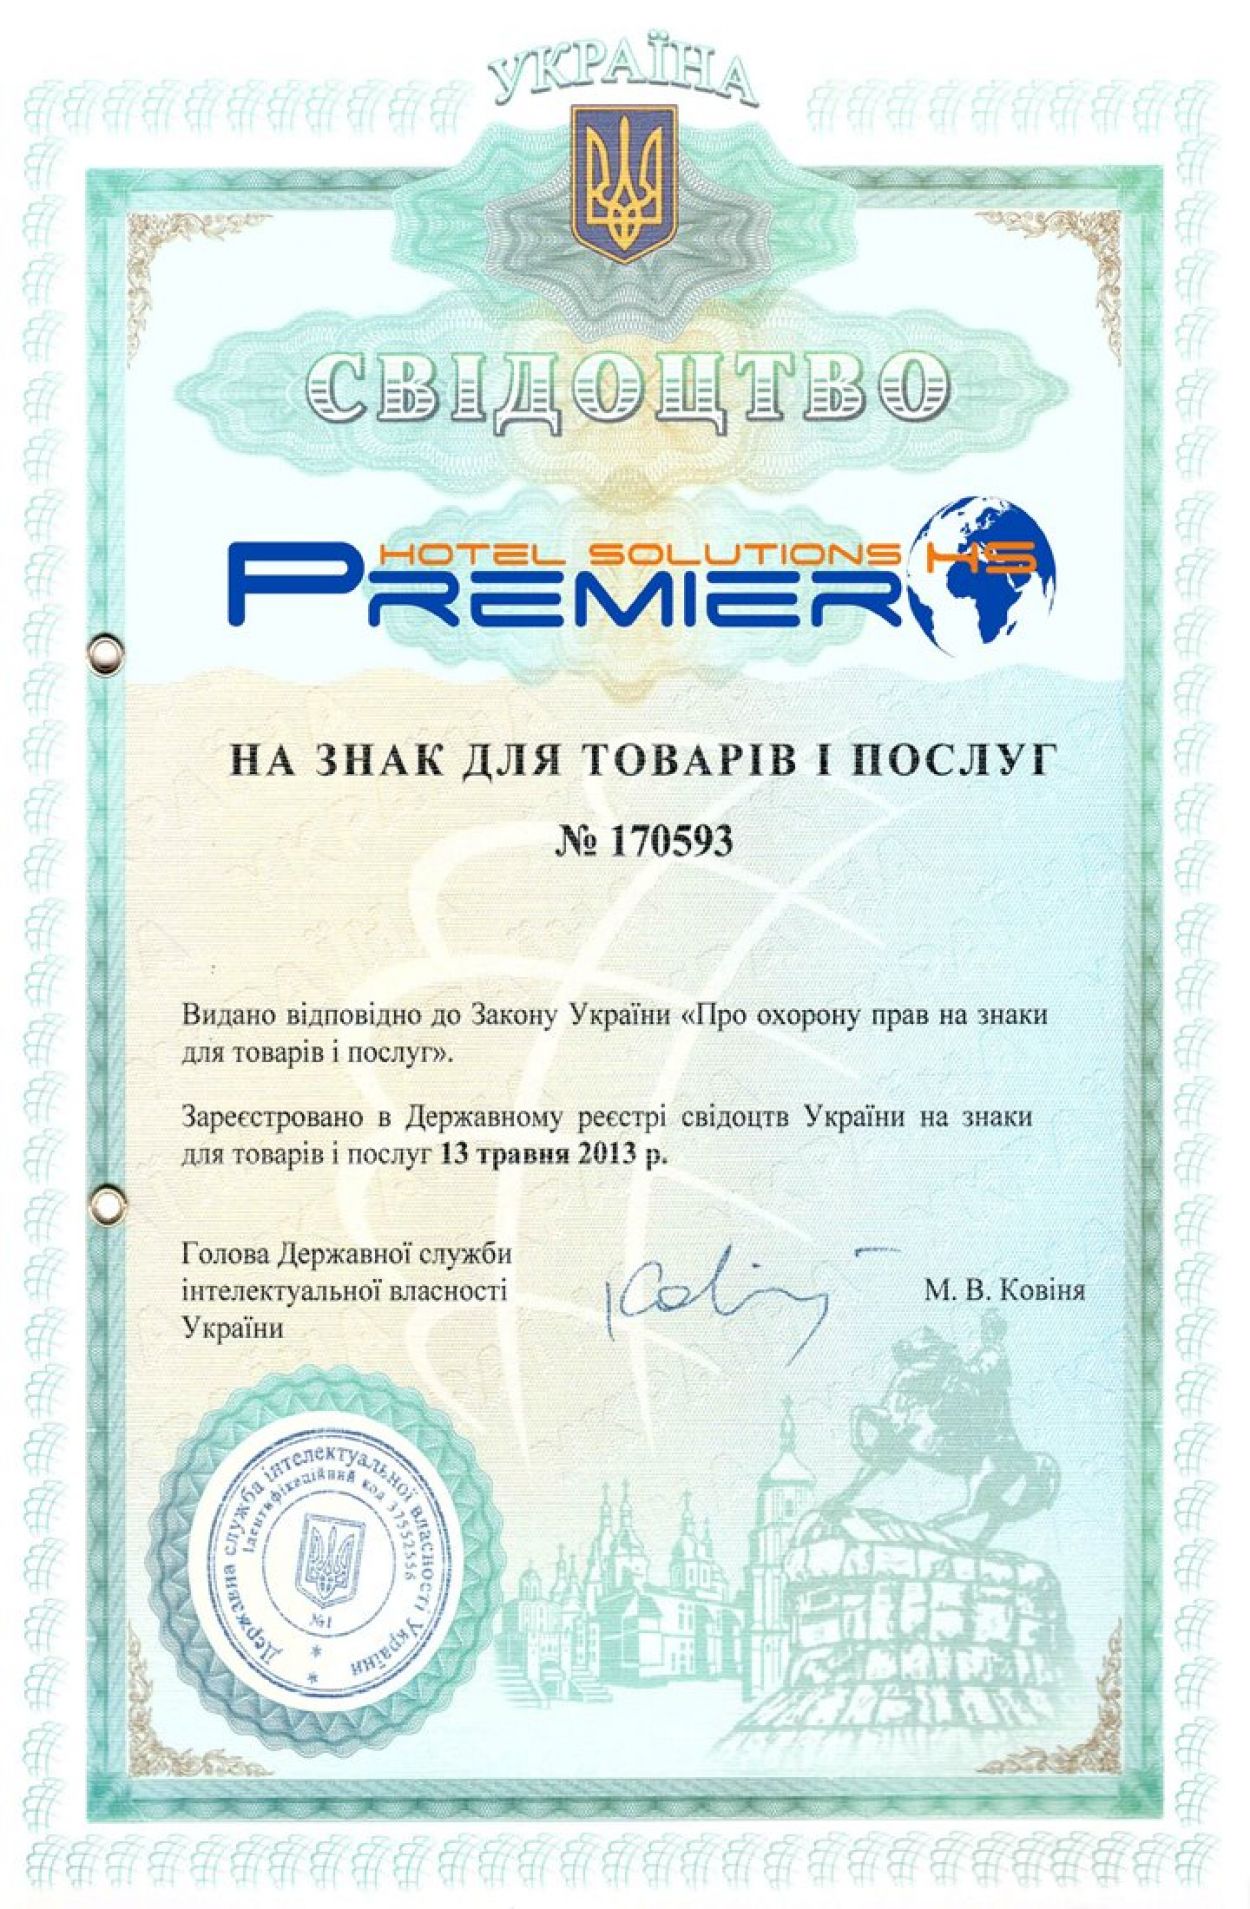 УКРАЇНА
СВІДОЦТВО
HOTEL SOLUTIONS HS
PREMIER
НА ЗНАК ДЛЯ ТОВАРІВ І ПОСЛУГ
№ 170593
Видано відповідно до Закону України «Про охорону прав на знаки
для товарів і послуг».
Зареєстровано в Державному реєстрі свідоцтв України на знаки
для товарів і послуг 13 травня 2013 р.
Голова Державної служби
інтелектуальної власності
України
М. В. Ковіня
Державна служба інтелектуальної власності України
Ідентифікаційний код 37552556
№1